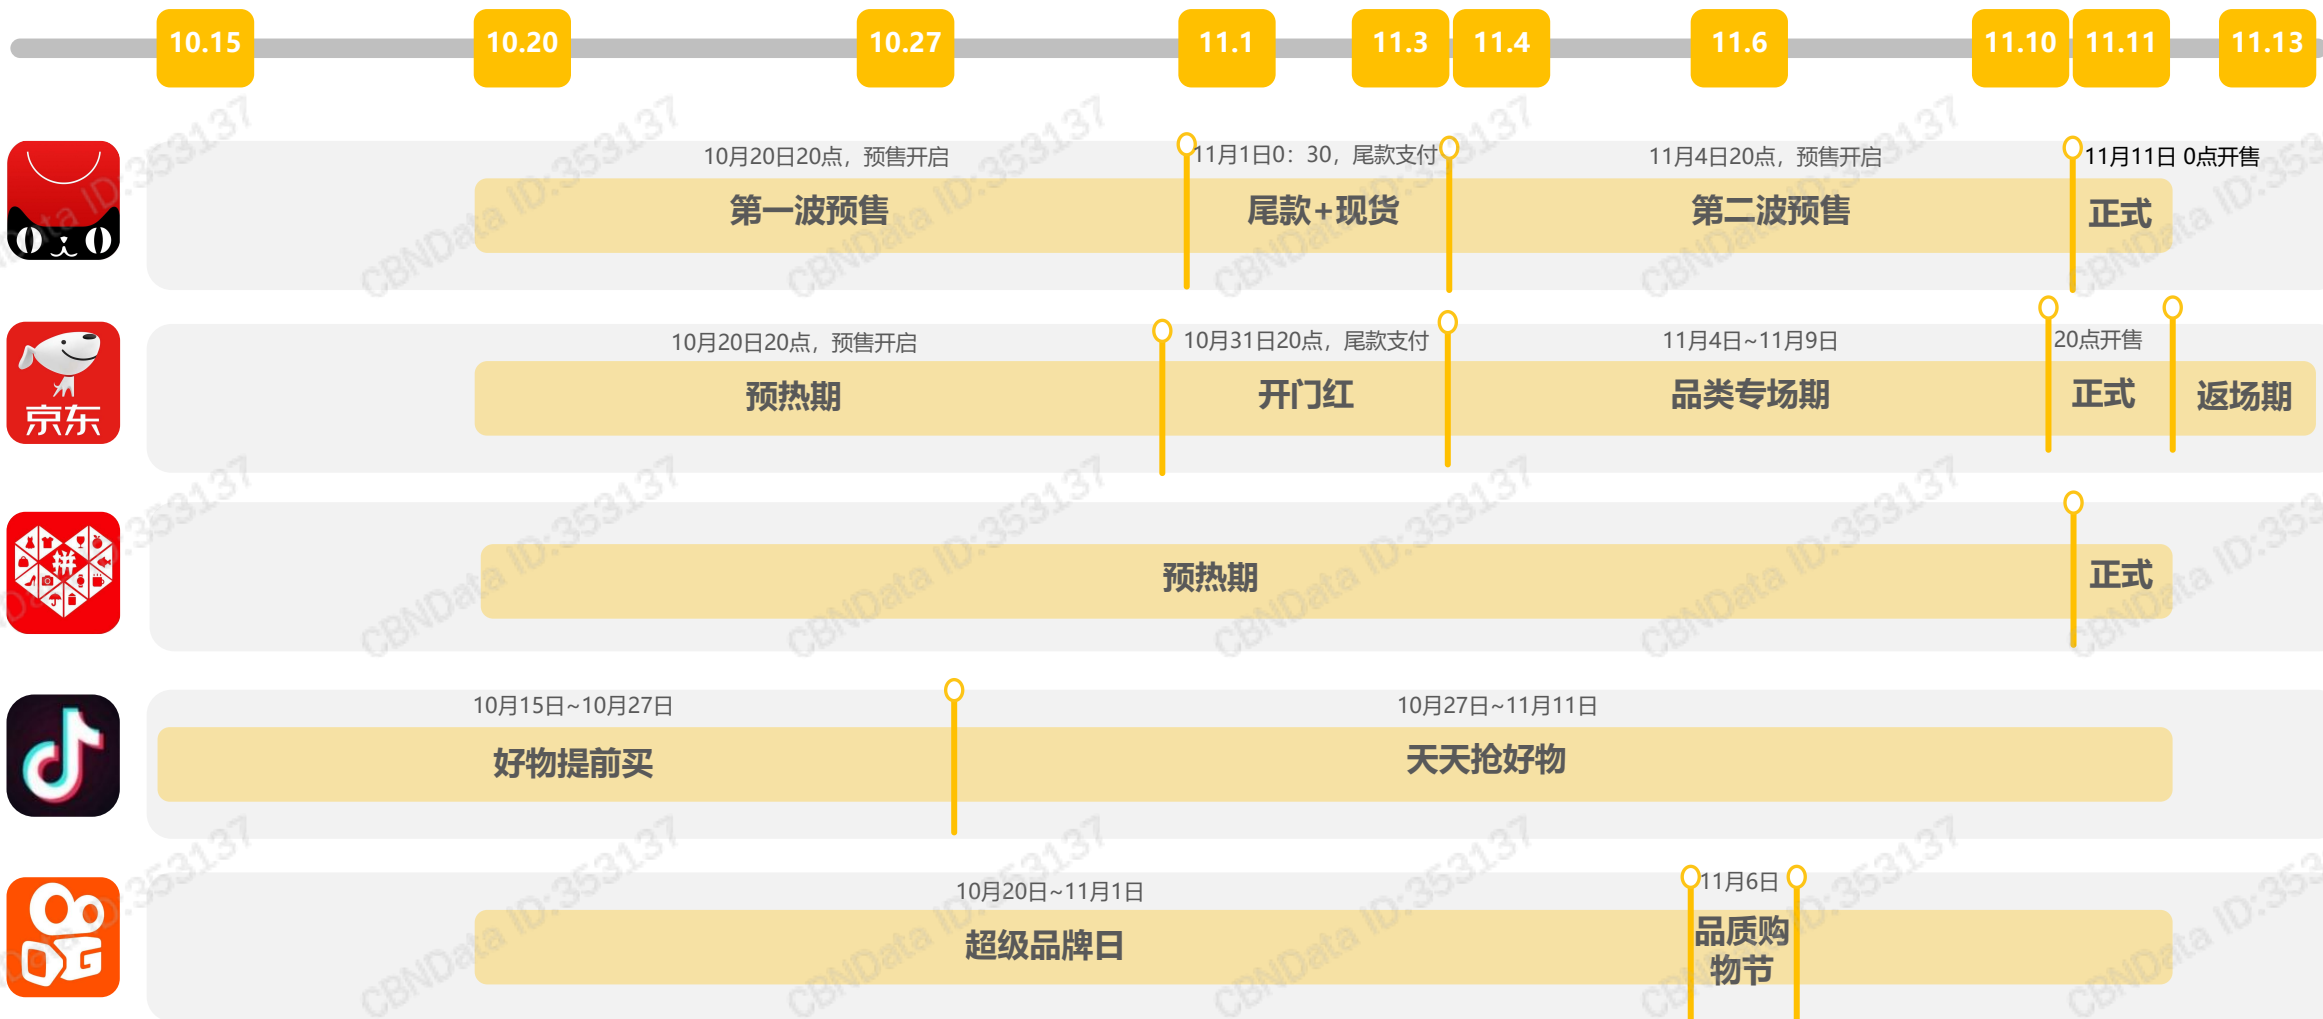 10.15 10.20 10.27 11.1 11.3 11.4 11.6 11.10 11.11 11.13
10月20日20点，预售开启 11月1日0：30，尾款支付 11月4日20点，预售开启 11月11日 0点开售
第一波预售 尾款+现货 第二波预售 正式
10月20日20点，预售开启 10月31日20点，尾款支付 11月4日~11月9日 20点开售
京东
预热期 开门红 品类专场期 正式 返场期
拼
预热期 正式
10月15日~10月27日 10月27日~11月11日
好物提前买 天天抢好物
10月20日~11月1日 11月6日
超级品牌日 品质购
物节
CBNData ID:353137